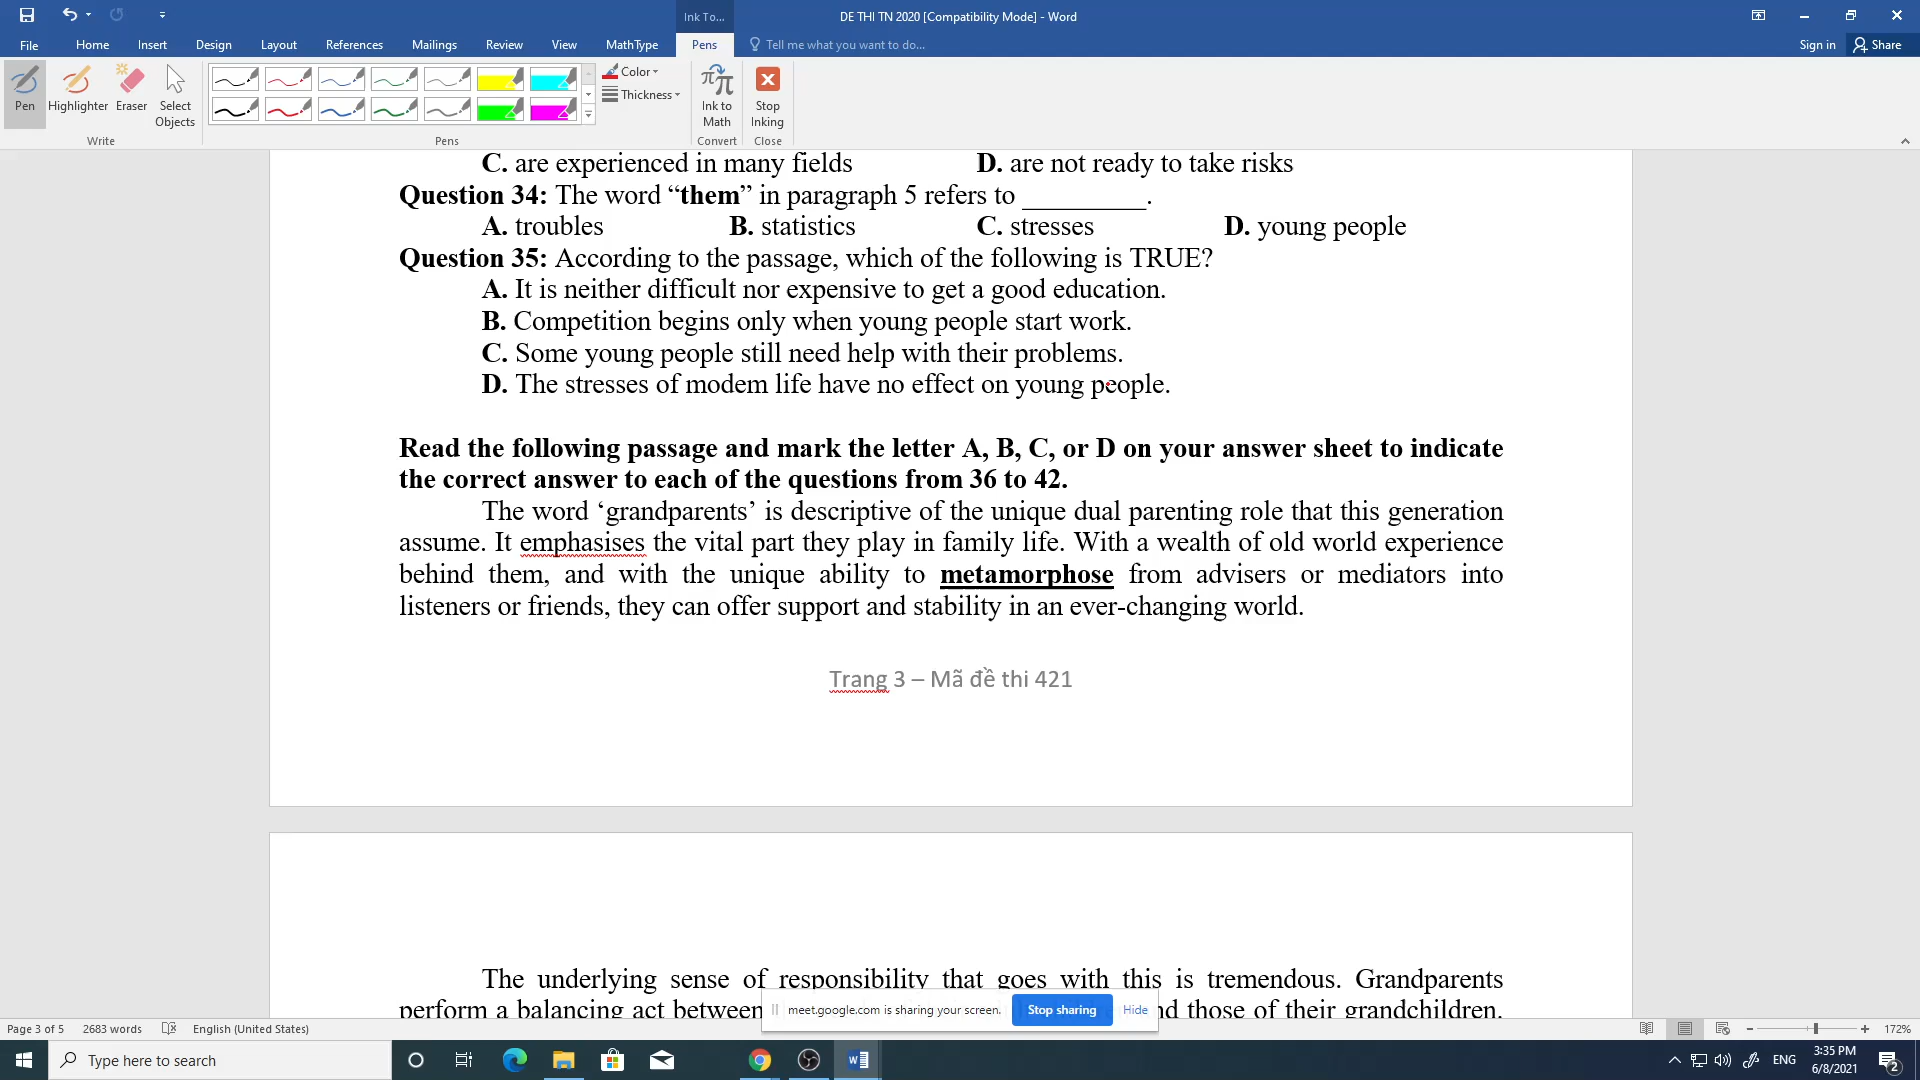 Ink To...
DE THI TN 2020 [Compatibility Mode] - Word
File Home Insert Design Layout References Mailings Review View MathType Pens Tell me what you want to do... Sign in Share
Pen Highlighter Eraser Select Objects
Color
Thickness
Ink to Math
Stop Inking
Write Pens Convert Close
C. are experienced in many fields D. are not ready to take risks
Question 34: The word “them” in paragraph 5 refers to _________.
A. troubles B. statistics C. stresses D. young people
Question 35: According to the passage, which of the following is TRUE?
A. It is neither difficult nor expensive to get a good education.
B. Competition begins only when young people start work.
C. Some young people still need help with their problems.
D. The stresses of modem life have no effect on young people.
Read the following passage and mark the letter A, B, C, or D on your answer sheet to indicate
the correct answer to each of the questions from 36 to 42.
The word ‘grandparents’ is descriptive of the unique dual parenting role that this generation
assume. It emphasises the vital part they play in family life. With a wealth of old world experience
behind them, and with the unique ability to metamorphose from advisers or mediators into
listeners or friends, they can offer support and stability in an ever-changing world.
Trang 3 – Mã đề thi 421
The underlying sense of responsibility that goes with this is tremendous. Grandparents
perform a balancing act between nd those of their grandchildren.
meet.google.com is sharing your screen. Stop sharing Hide
Page 3 of 5 2683 words English (United States) 172%
Type here to search
ENG
3:35 PM
6/8/2021
2